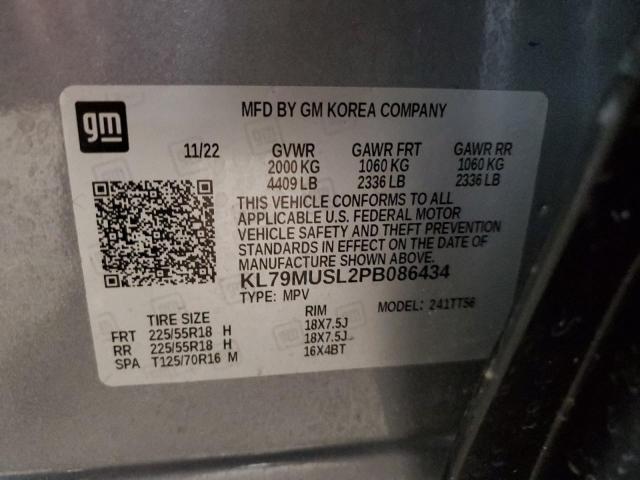 gm
MFD BY GM KOREA COMPANY
11/22 GVWR GAWR FRT GAWR RR
2000 KG 1060 KG 1060 KG
4409 LB 2336 LB 2336 LB
THIS VEHICLE CONFORMS TO ALL
APPLICABLE U.S. FEDERAL MOTOR
VEHICLE SAFETY AND THEFT PREVENTION
STANDARDS IN EFFECT ON THE DATE OF
MANUFACTURE SHOWN ABOVE.
KL79MUSL2PB086434
TYPE: MPV MODEL: 241TT56
TIRE SIZE RIM
FRT 225/55R18 H 18X7.5J
RR 225/55R18 H 18X7.5J
SPA T125/70R16 M 16X4BT